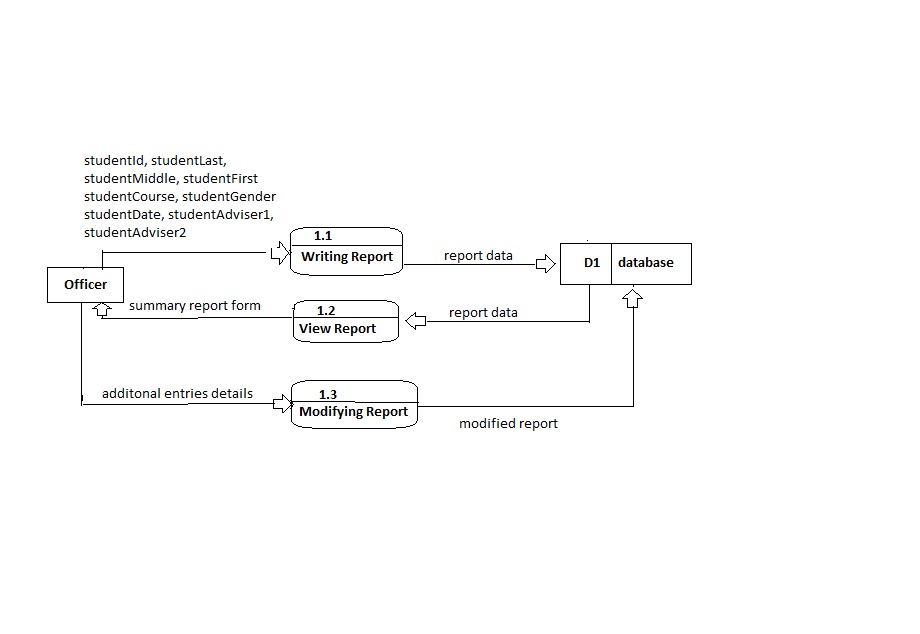 studentId, studentLast,
studentMiddle, studentFirst
studentCourse, studentGender
studentDate, studentAdviser1,
studentAdviser2
1.1
Writing Report
report data
D1
database
Officer
summary report form
1.2
View Report
report data
additonal entries details
1.3
Modifying Report
modified report